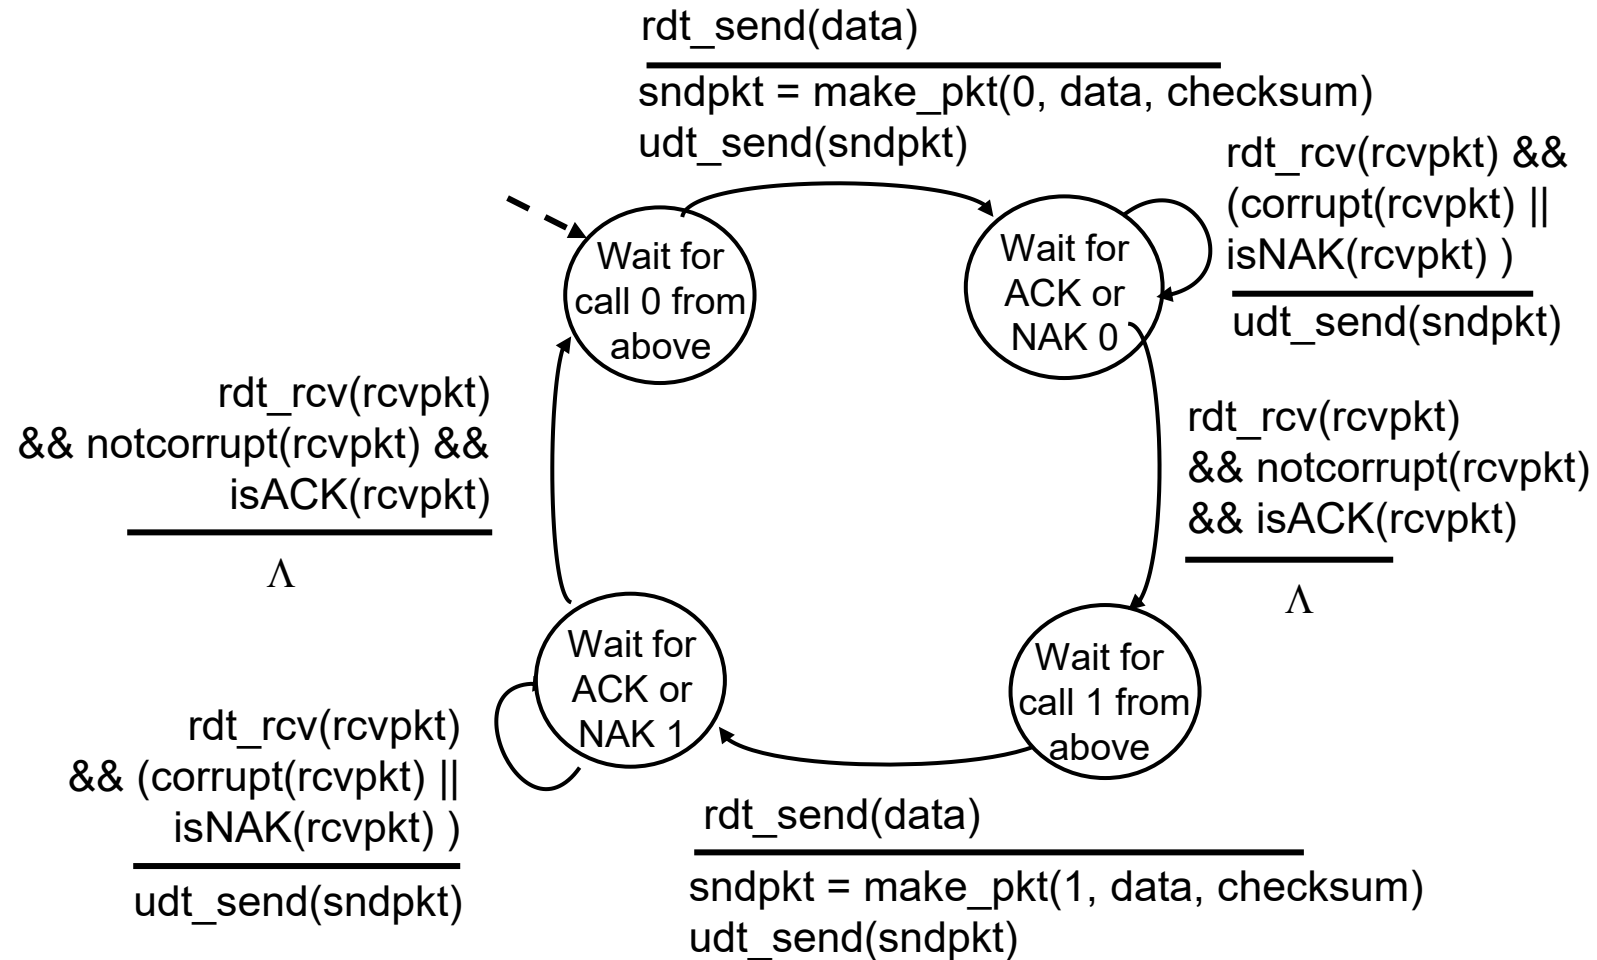 rdt_send(data)
sndpkt = make_pkt(0, data, checksum)
udt_send(sndpkt)
rdt_rcv(rcvpkt) &&
(corrupt(rcvpkt) ||
isNAK(rcvpkt) )
udt_send(sndpkt)
Wait for
call 0 from
above
Wait for
ACK or
NAK 0
rdt_rcv(rcvpkt)
&& notcorrupt(rcvpkt) &&
isACK(rcvpkt)
Λ
rdt_rcv(rcvpkt)
&& notcorrupt(rcvpkt)
&& isACK(rcvpkt)
Λ
Wait for
ACK or
NAK 1
Wait for
call 1 from
above
rdt_rcv(rcvpkt)
&& (corrupt(rcvpkt) ||
isNAK(rcvpkt) )
udt_send(sndpkt)
rdt_send(data)
sndpkt = make_pkt(1, data, checksum)
udt_send(sndpkt)